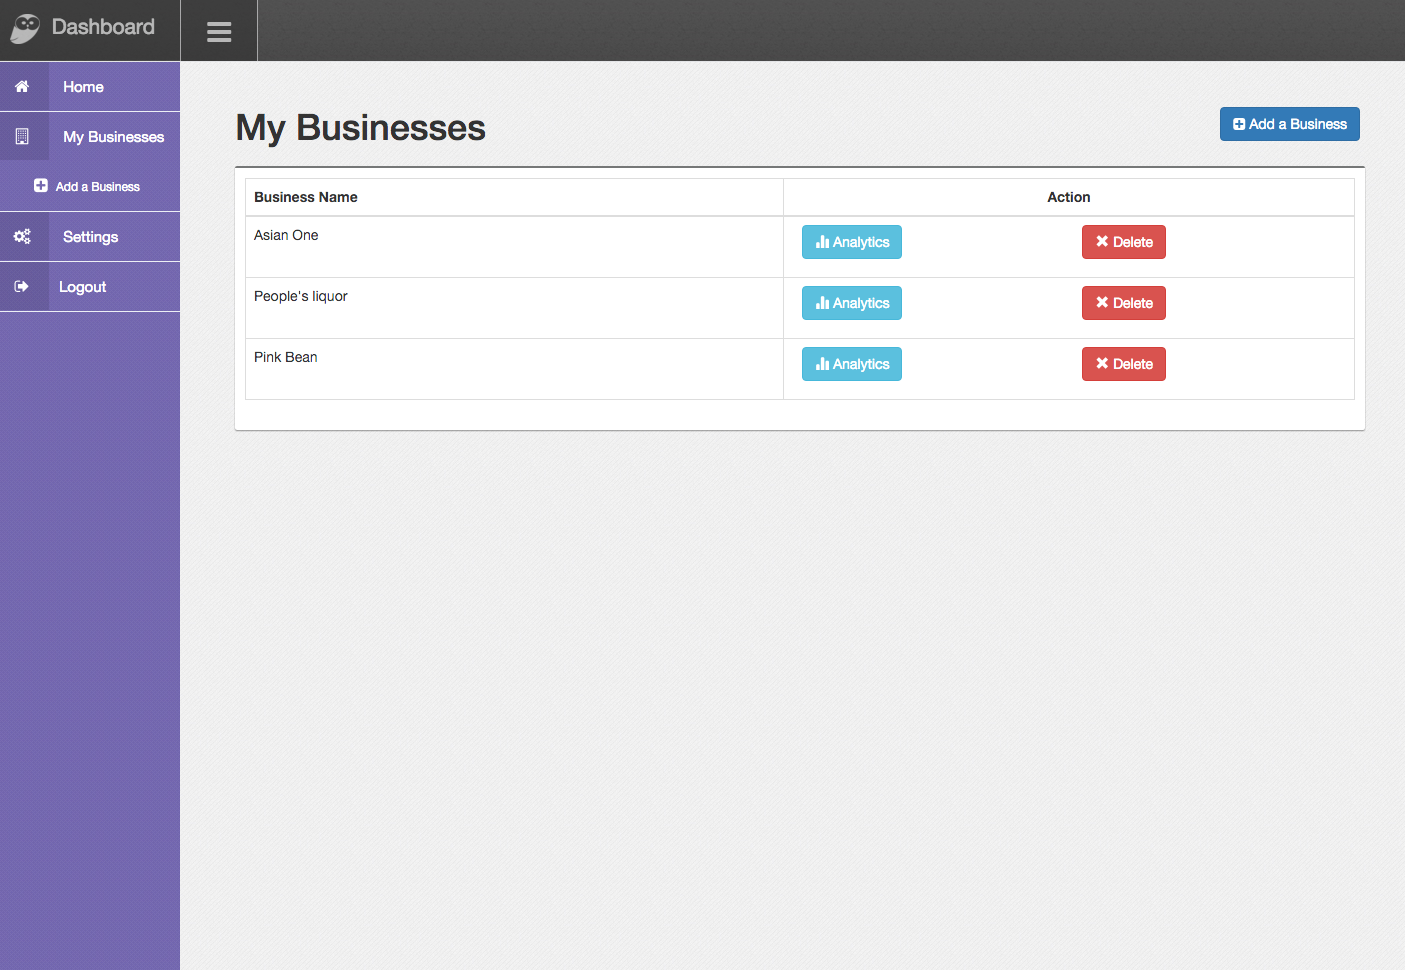 Dashboard
Home
My Businesses
Add a Business
Settings
Logout
My Businesses
Add a Business
Business Name Action
Asian One Analytics Delete
People's liquor Analytics Delete
Pink Bean Analytics Delete